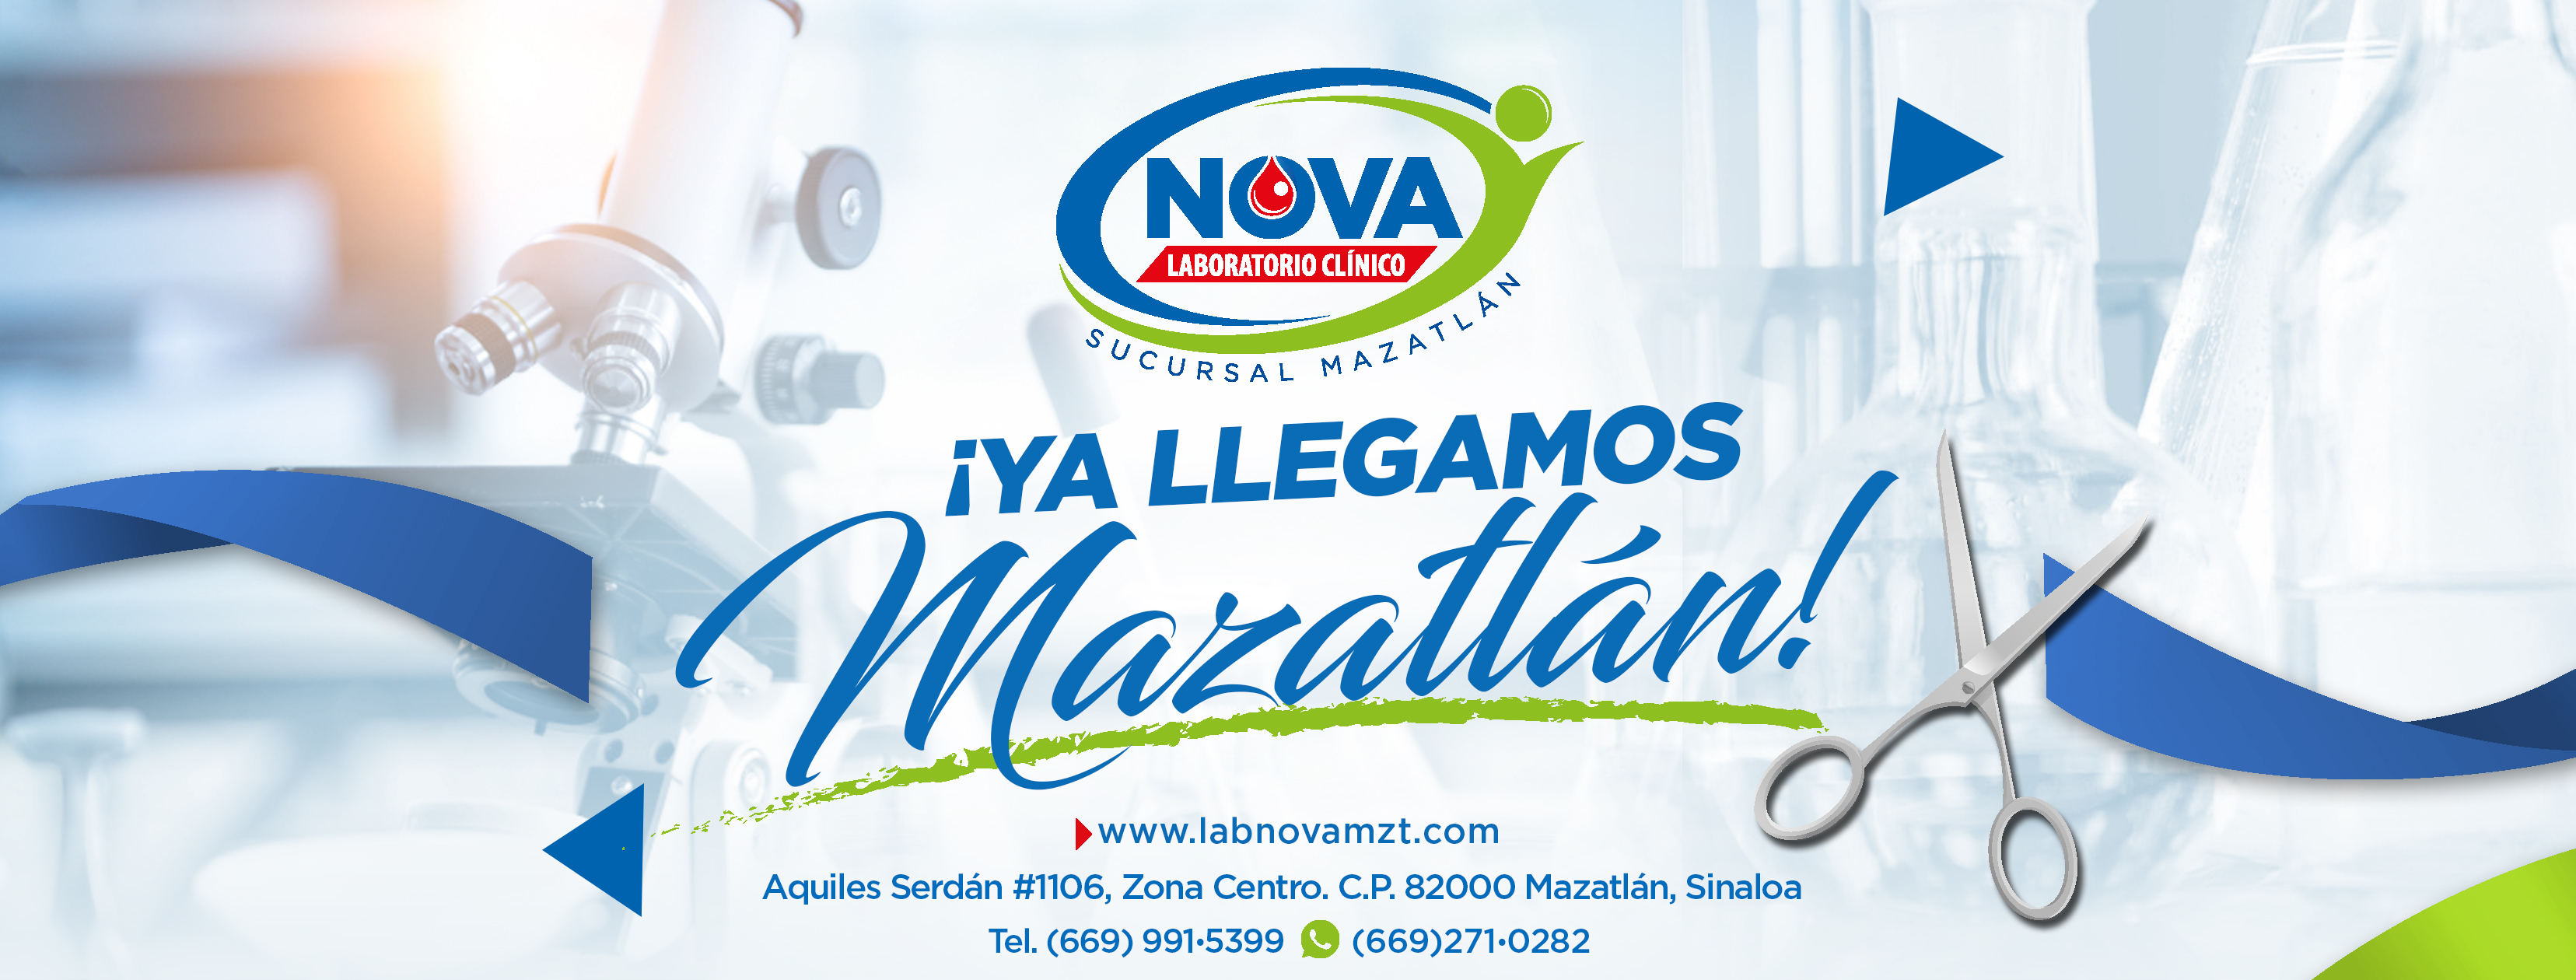 NOVA
LABORATORIO CLÍNICO
SUCURSAL MAZATLÁN
¡YA LLEGAMOS
Mazatlán!
www.labnovamzt.com
Aquiles Serdán #1106, Zona Centro. C.P. 82000 Mazatlán, Sinaloa
Tel. (669) 991•5399 (669)271•0282